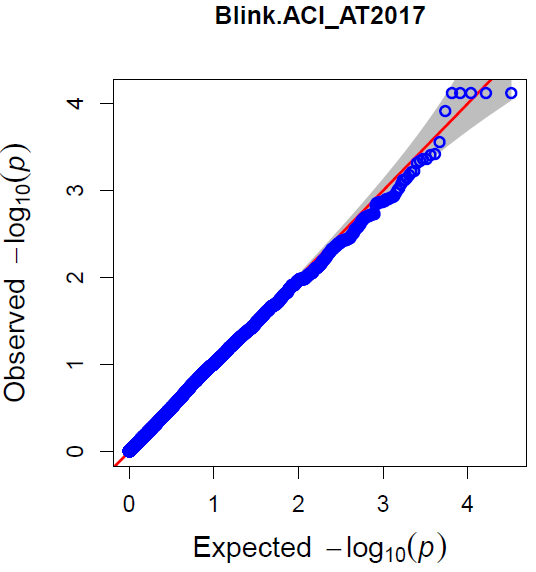 Blink.ACI_AT2017
Observed −log₁₀(p)
4
3
2
1
0
0 1 2 3 4
Expected −log₁₀(p)